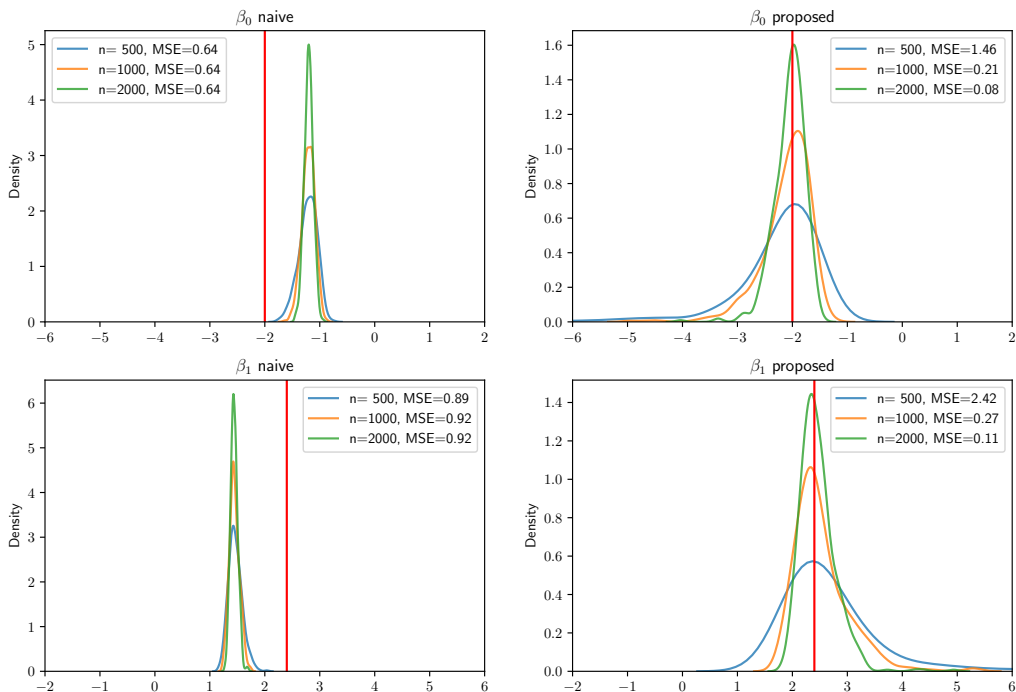 β₀ naive
n= 500, MSE=0.64
n=1000, MSE=0.64
n=2000, MSE=0.64
Density
5
4
3
2
1
0
−6 −5 −4 −3 −2 −1 0 1 2
β₀ proposed
n= 500, MSE=1.46
n=1000, MSE=0.21
n=2000, MSE=0.08
Density
1.6
1.4
1.2
1.0
0.8
0.6
0.4
0.2
0.0
−6 −5 −4 −3 −2 −1 0 1 2
β₁ naive
n= 500, MSE=0.89
n=1000, MSE=0.92
n=2000, MSE=0.92
Density
6
5
4
3
2
1
0
−2 −1 0 1 2 3 4 5 6
β₁ proposed
n= 500, MSE=2.42
n=1000, MSE=0.27
n=2000, MSE=0.11
Density
1.4
1.2
1.0
0.8
0.6
0.4
0.2
0.0
−2 −1 0 1 2 3 4 5 6